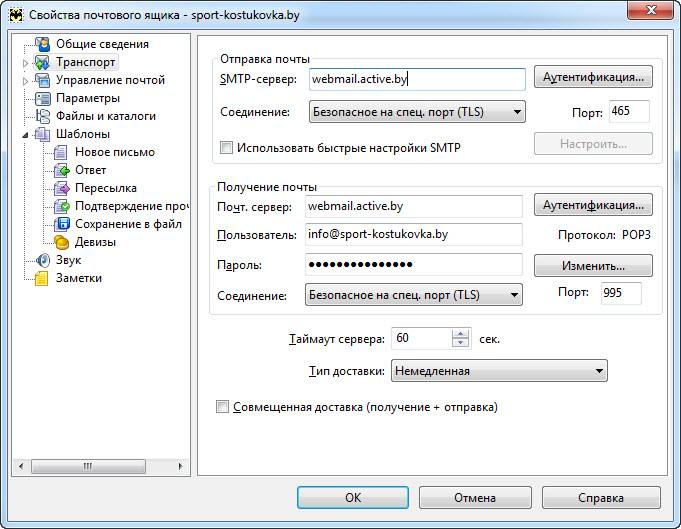 Свойства почтового ящика - sport-kostukovka.by
Общие сведения
Транспорт
Управление почтой
Параметры
Файлы и каталоги
Шаблоны
Новое письмо
Ответ
Пересылка
Подтверждение проч
Сохранение в файл
Девизы
Звук
Заметки
Отправка почты
SMTP-сервер: webmail.active.by Аутентификация...
Соединение: Безопасное на спец. порт (TLS) Порт: 465
Использовать быстрые настройки SMTP Настроить...
Получение почты
Почт. сервер: webmail.active.by Аутентификация...
Пользователь: info@sport-kostukovka.by Протокол: POP3
Пароль: ●●●●●●●●●●●●●●● Изменить...
Соединение: Безопасное на спец. порт (TLS) Порт: 995
Таймаут сервера: 60 сек.
Тип доставки: Немедленная
Совмещенная доставка (получение + отправка)
OK Отмена Справка